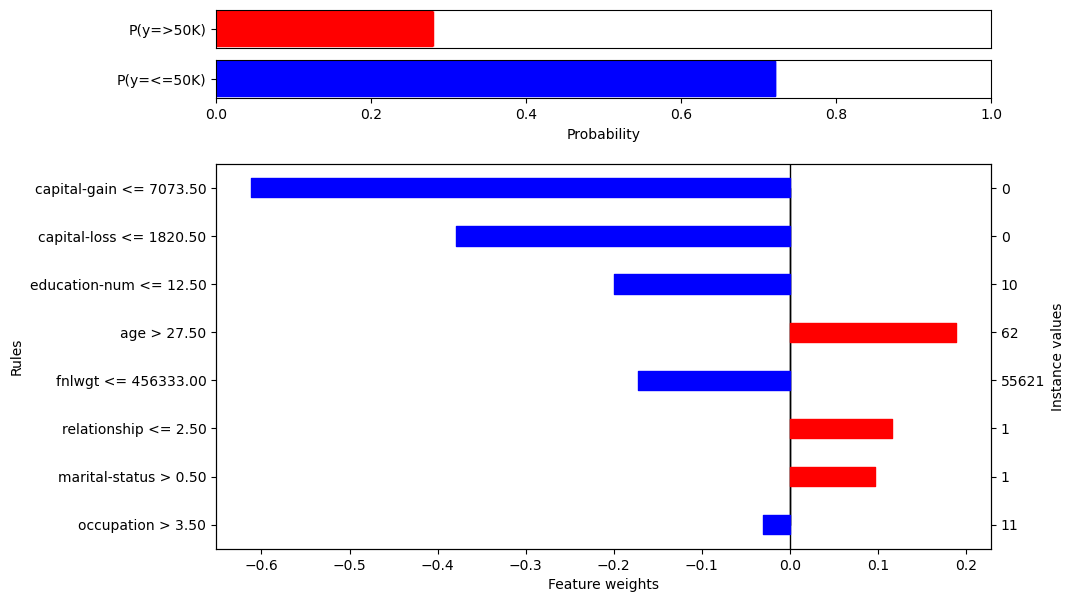 P(y=>50K)
P(y=<=50K)
0.0 0.2 0.4 0.6 0.8 1.0
Probability
capital-gain <= 7073.50 0
capital-loss <= 1820.50 0
education-num <= 12.50 10
age > 27.50 62
fnlwgt <= 456333.00 55621
relationship <= 2.50 1
marital-status > 0.50 1
occupation > 3.50 11
Rules
Instance values
−0.6 −0.5 −0.4 −0.3 −0.2 −0.1 0.0 0.1 0.2
Feature weights